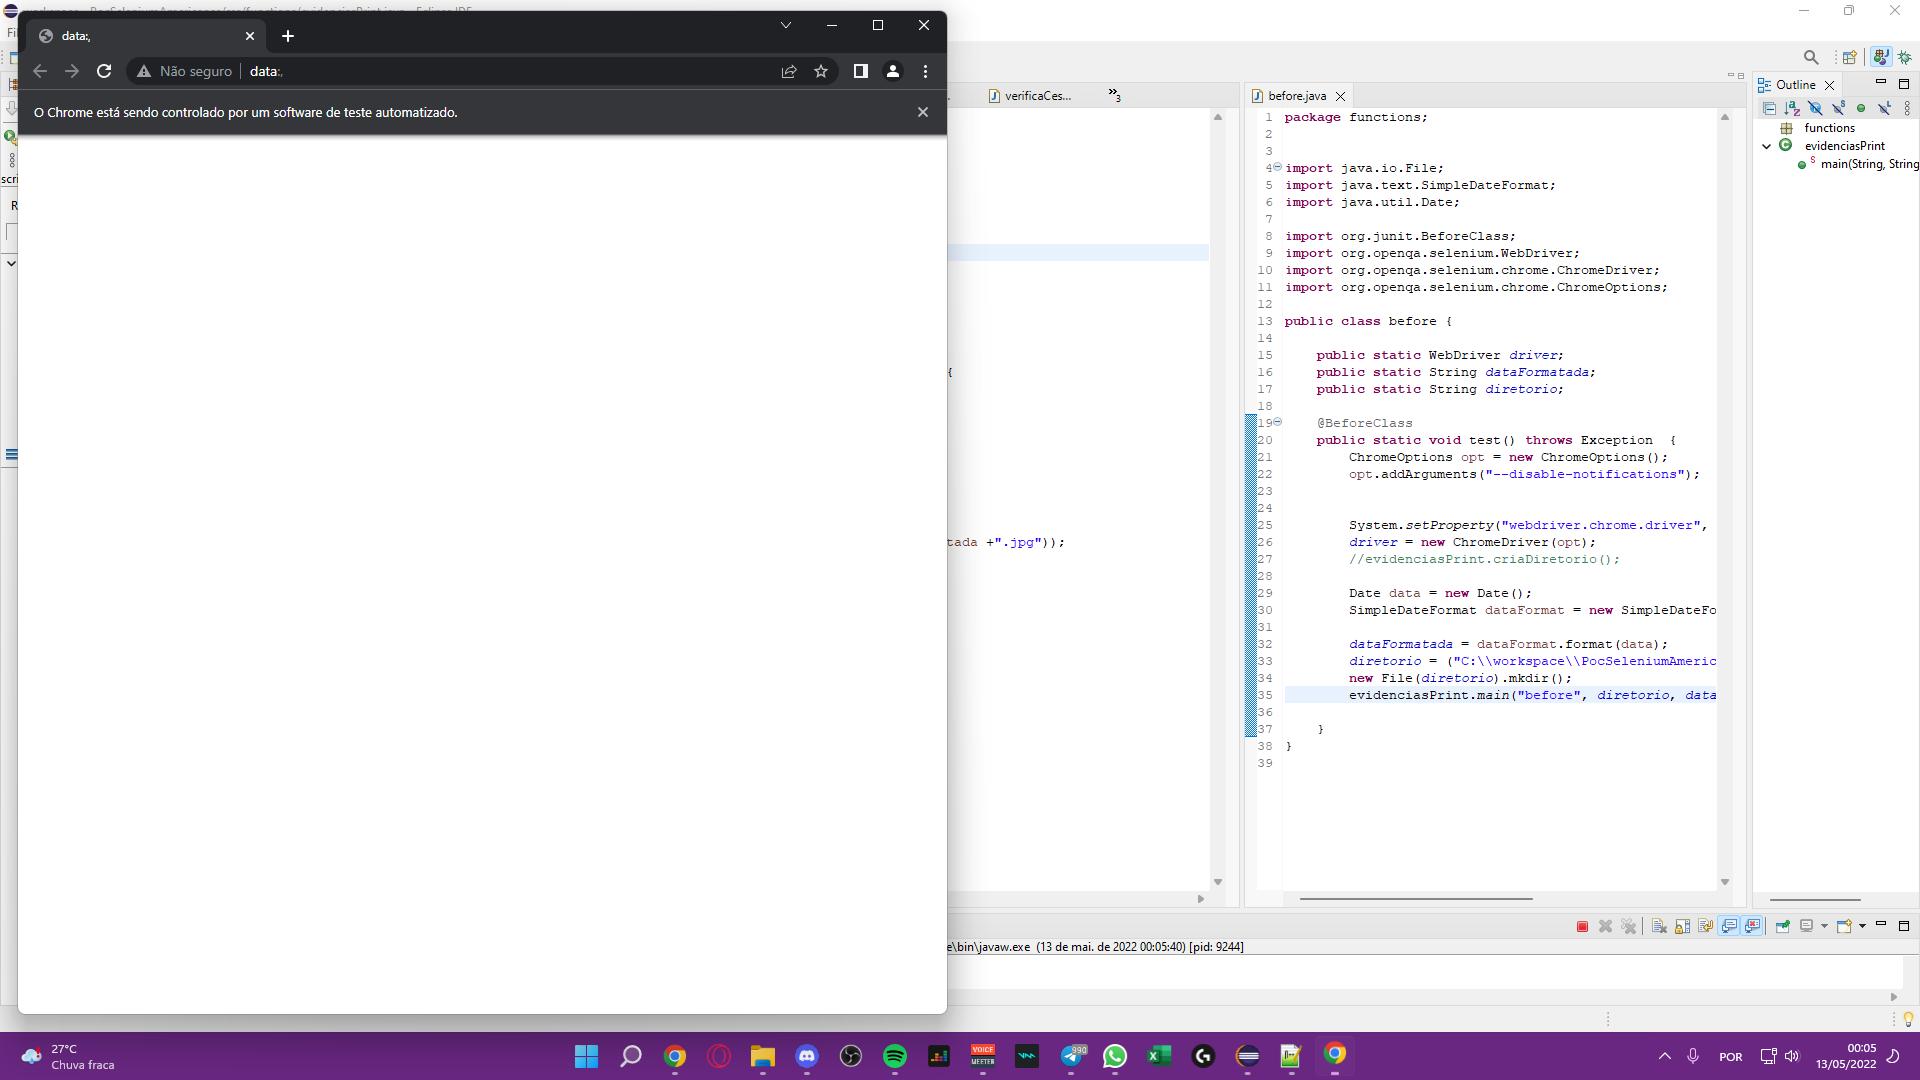 data:,
Não seguro
data:,
O Chrome está sendo controlado por um software de teste automatizado.
verificaCes...
3
tada +".jpg"));
{
before.java
1 package functions;
2
3
4 import java.io.File;
5 import java.text.SimpleDateFormat;
6 import java.util.Date;
7
8 import org.junit.BeforeClass;
9 import org.openqa.selenium.WebDriver;
10 import org.openqa.selenium.chrome.ChromeDriver;
11 import org.openqa.selenium.chrome.ChromeOptions;
12
13 public class before {
14
15 public static WebDriver driver;
16 public static String dataFormatada;
17 public static String diretorio;
18
19 @BeforeClass
20 public static void test() throws Exception {
21 ChromeOptions opt = new ChromeOptions();
22 opt.addArguments("--disable-notifications");
23
24
25 System.setProperty("webdriver.chrome.driver",
26 driver = new ChromeDriver(opt);
27 //evidenciasPrint.criaDiretorio();
28
29 Date data = new Date();
30 SimpleDateFormat dataFormat = new SimpleDateFo
31
32 dataFormatada = dataFormat.format(data);
33 diretorio = ("C:\\workspace\\PocSeleniumAmeric
34 new File(diretorio).mkdir();
35 evidenciasPrint.main("before", diretorio, data
36
37 }
38 }
39
Outline
functions
evidenciasPrint
main(String, String
e\bin\javaw.exe (13 de mai. de 2022 00:05:40) [pid: 9244]
27°C
Chuva fraca
VOICE
MEETER
990
POR
00:05
13/05/2022